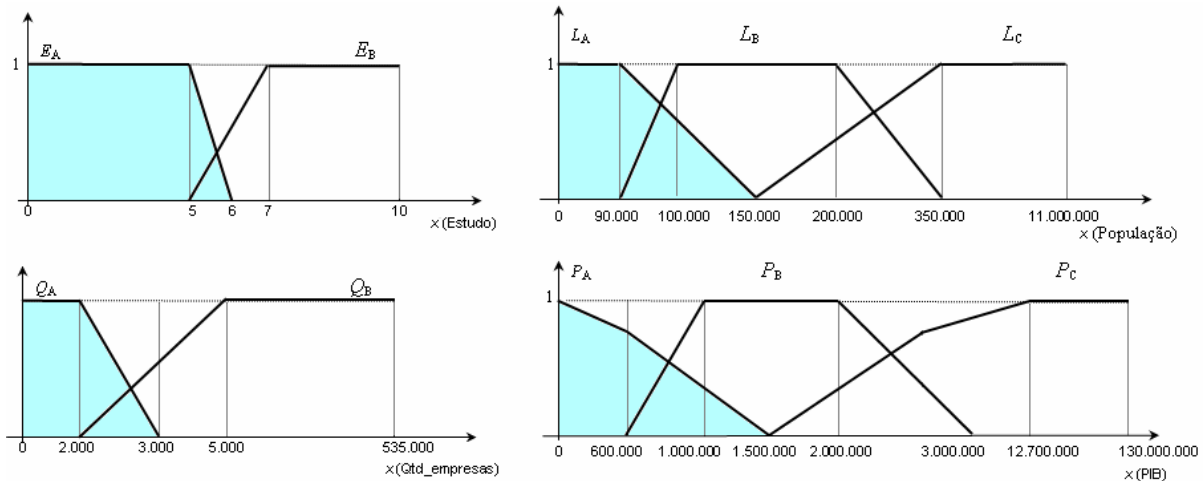 E_A E_B
1
0 5 6 7 10
x (Estudo)
L_A L_B L_C
1
0 90.000 100.000 150.000 200.000 350.000 11.000.000
x (População)
Q_A Q_B
0 2.000 3.000 5.000 535.000
x (Qtd_empresas)
P_A P_B P_C
1
0 600.000 1.000.000 1.500.000 2.000.000 3.000.000 12.700.000 130.000.000
x (PIB)